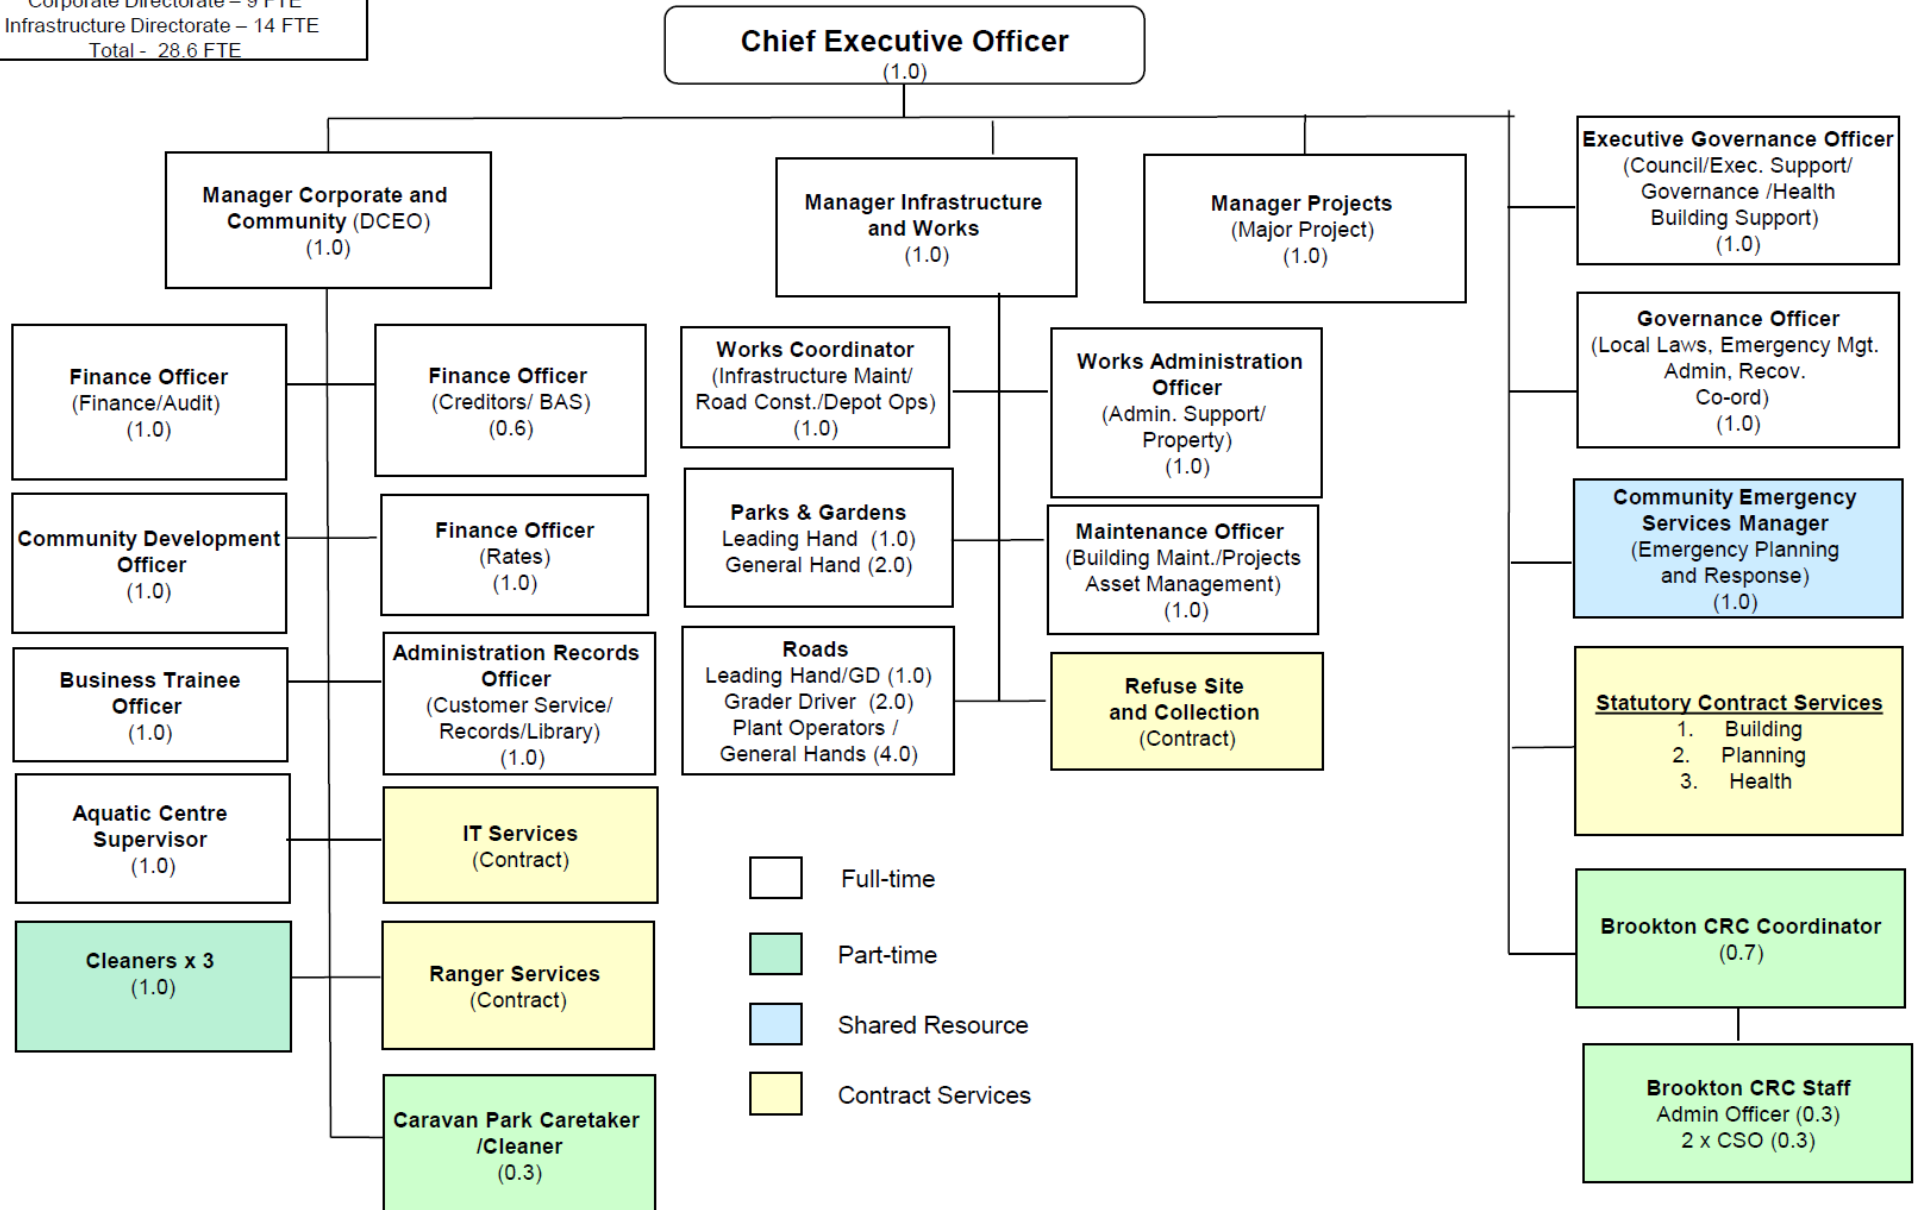 Corporate Directorate – 9 FTE
Infrastructure Directorate – 14 FTE
Total - 28.6 FTE
Chief Executive Officer
(1.0)
Manager Corporate and
Community (DCEO)
(1.0)
Manager Infrastructure
and Works
(1.0)
Manager Projects
(Major Project)
(1.0)
Executive Governance Officer
(Council/Exec. Support/
Governance /Health
Building Support)
(1.0)
Governance Officer
(Local Laws, Emergency Mgt.
Admin, Recov.
Co-ord)
(1.0)
Community Emergency
Services Manager
(Emergency Planning
and Response)
(1.0)
Statutory Contract Services
1. Building
2. Planning
3. Health
Brookton CRC Coordinator
(0.7)
Brookton CRC Staff
Admin Officer (0.3)
2 x CSO (0.3)
Finance Officer
(Finance/Audit)
(1.0)
Finance Officer
(Creditors/ BAS)
(0.6)
Community Development
Officer
(1.0)
Finance Officer
(Rates)
(1.0)
Business Trainee
Officer
(1.0)
Administration Records
Officer
(Customer Service/
Records/Library)
(1.0)
Aquatic Centre
Supervisor
(1.0)
IT Services
(Contract)
Cleaners x 3
(1.0)
Ranger Services
(Contract)
Caravan Park Caretaker
/Cleaner
(0.3)
Works Coordinator
(Infrastructure Maint/
Road Const./Depot Ops)
(1.0)
Works Administration
Officer
(Admin. Support/
Property)
(1.0)
Parks & Gardens
Leading Hand (1.0)
General Hand (2.0)
Maintenance Officer
(Building Maint./Projects
Asset Management)
(1.0)
Roads
Leading Hand/GD (1.0)
Grader Driver (2.0)
Plant Operators /
General Hands (4.0)
Refuse Site
and Collection
(Contract)
Full-time
Part-time
Shared Resource
Contract Services